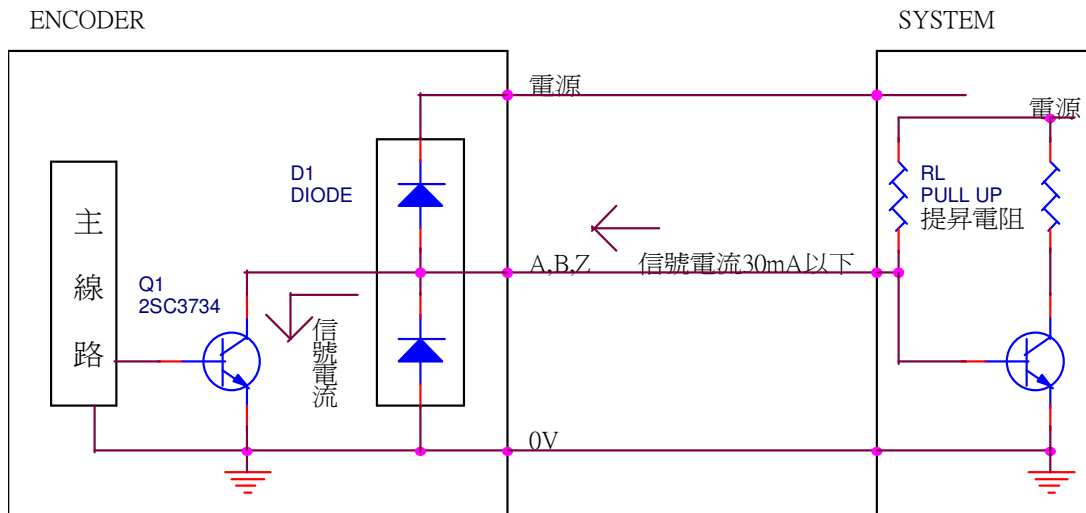 ENCODER
SYSTEM
電源
電源
D1
DIODE
RL
PULL UP
提昇電阻
主線路
A,B,Z
信號電流30mA以下
Q1
2SC3734
信號電流
0V